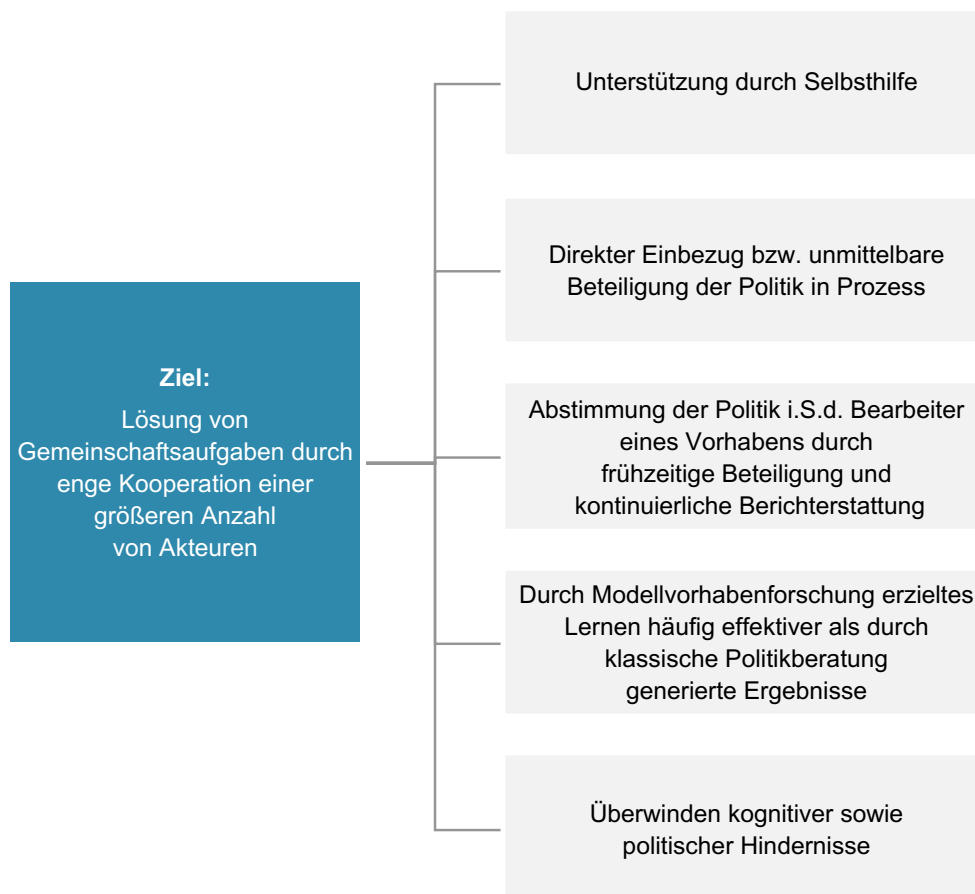 Unterstützung durch Selbsthilfe
Direkter Einbezug bzw. unmittelbare
Beteiligung der Politik in Prozess
Ziel:
Lösung von
Gemeinschaftsaufgaben durch
enge Kooperation einer
größeren Anzahl
von Akteuren
Abstimmung der Politik i.S.d. Bearbeiter
eines Vorhabens durch
frühzeitige Beteiligung und
kontinuierliche Berichterstattung
Durch Modellvorhabenforschung erzieltes
Lernen häufig effektiver als durch
klassische Politikberatung
generierte Ergebnisse
Überwinden kognitiver sowie
politischer Hindernisse